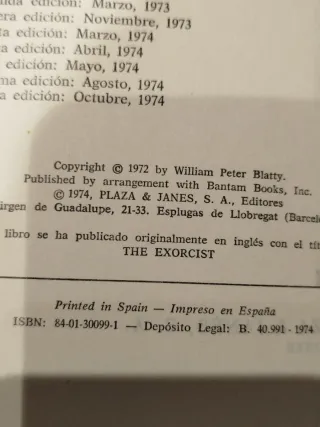 edición: Marzo, 1973
edición: Noviembre, 1973
edición: Marzo, 1974
edición: Abril, 1974
edición: Mayo, 1974
edición: Agosto, 1974
edición: Octubre, 1974
Copyright © 1972 by William Peter Blatty.
Published by arrangement with Bantam Books, Inc.
© 1974, PLAZA & JANES, S. A., Editores
de Guadalupe, 21-33. Esplugas de Llobregat
libro se ha publicado originalmente en inglés con el
THE EXORCIST
Printed in Spain — Impreso en España
ISBN: 84-01-30099-1 — Depósito Legal: B. 40.991 - 1974